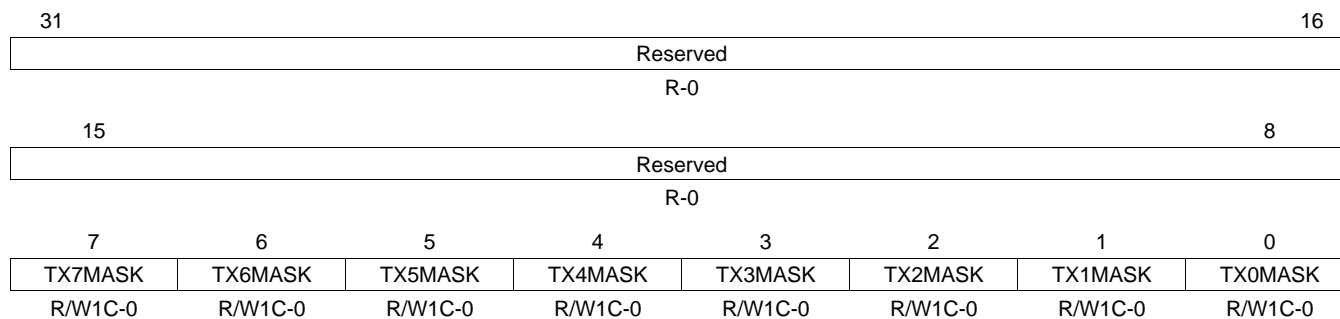 31 16
Reserved
R-0
15 8
Reserved
R-0
7 6 5 4 3 2 1 0
TX7MASK TX6MASK TX5MASK TX4MASK TX3MASK TX2MASK TX1MASK TX0MASK
R/W1C-0 R/W1C-0 R/W1C-0 R/W1C-0 R/W1C-0 R/W1C-0 R/W1C-0 R/W1C-0